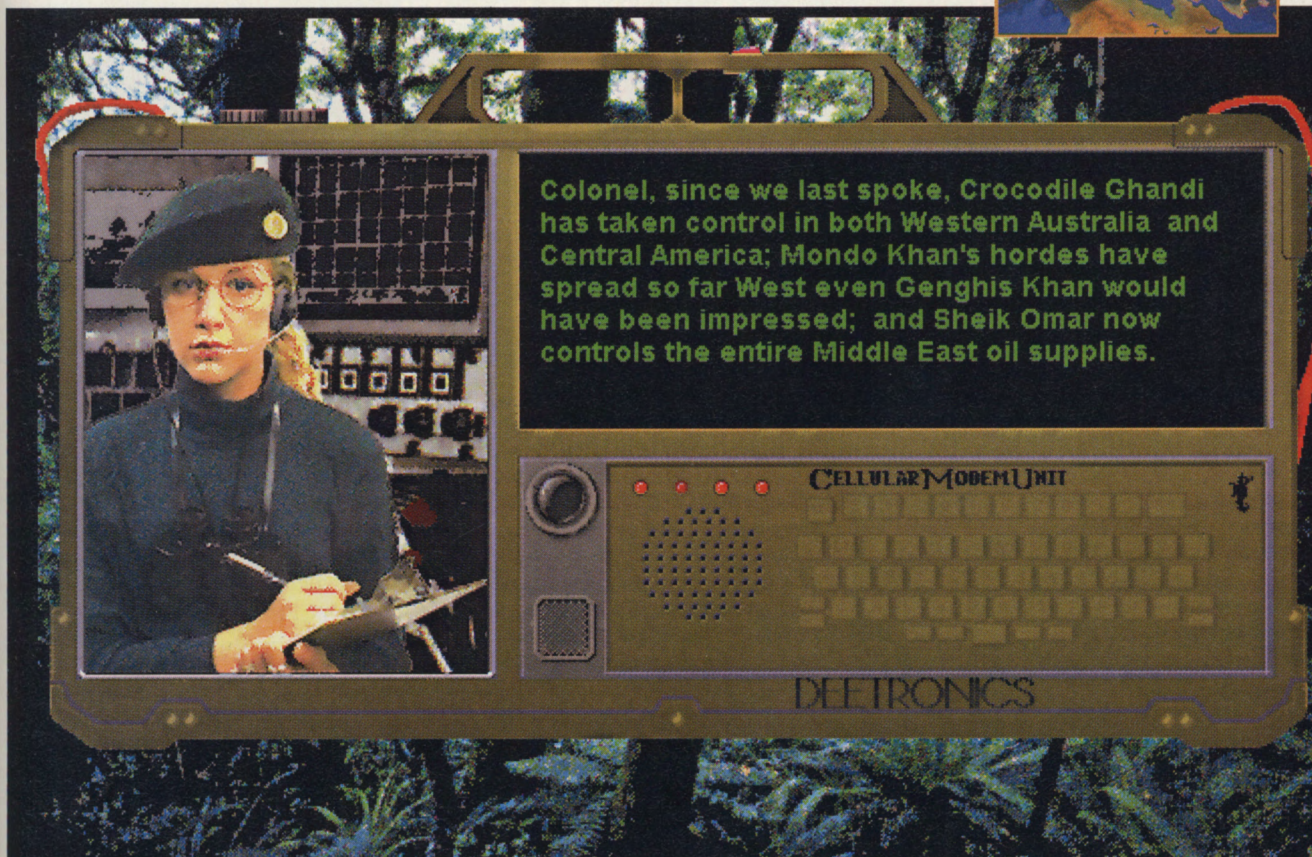 Colonel, since we last spoke, Crocodile Ghandi
has taken control in both Western Australia and
Central America; Mondo Khan's hordes have
spread so far West even Genghis Khan would
have been impressed; and Sheik Omar now
controls the entire Middle East oil supplies.
CELLULAR MODEM UNIT
DEETRONICS